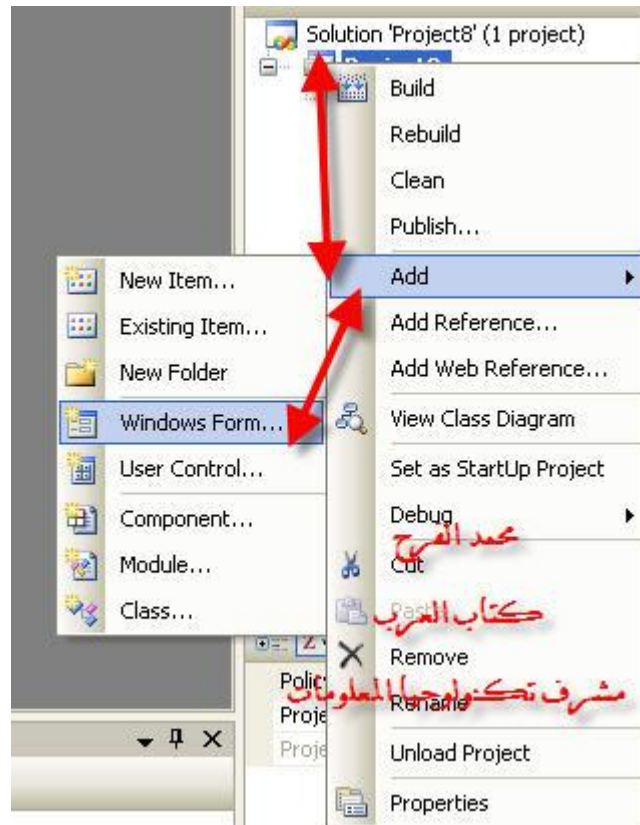 Solution 'Project8' (1 project)
Build
Rebuild
Clean
Publish...
Add
New Item...
Existing Item...
New Folder
Windows Form...
User Control...
Component...
Module...
Class...
Add Reference...
Add Web Reference...
View Class Diagram
Set as StartUp Project
Debug
محمد الفرح
Cut
كتاب العرب
Paste
Remove
مشرف تكنولوجيا المعلومات
Rename
Unload Project
Properties